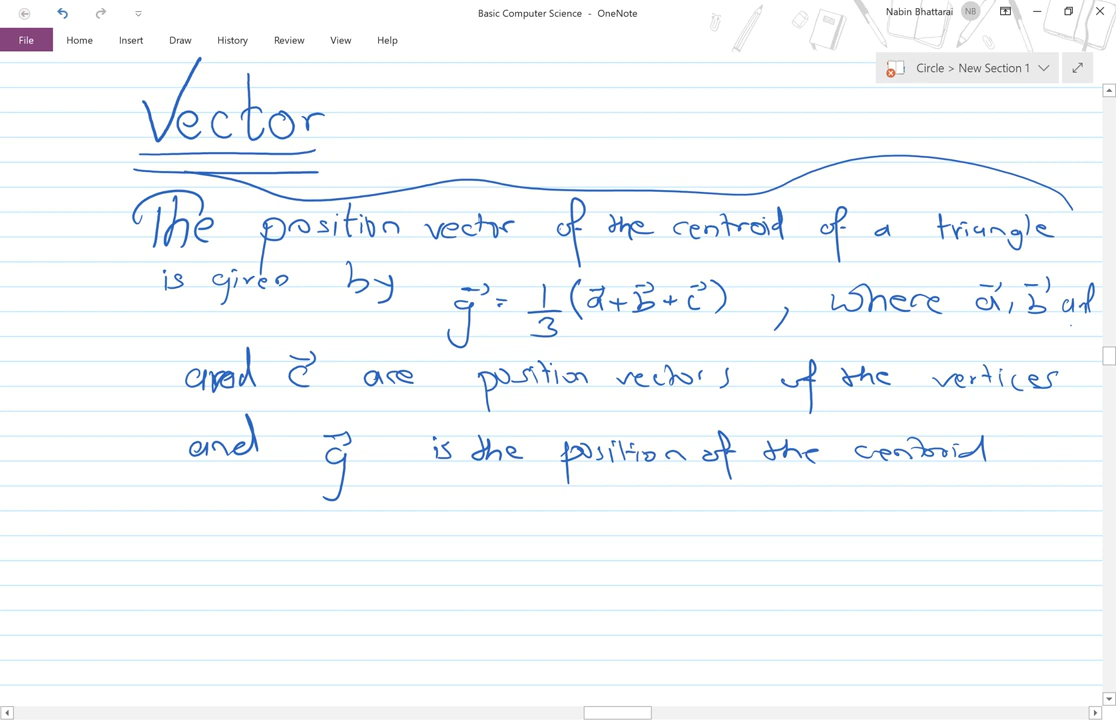 Basic Computer Science - OneNote
Nabin Bhattarai NB
File Home Insert Draw History Review View Help
Circle > New Section 1
Vector
The position vector of the centroid of a triangle
is given by g⃗ = 1/3 (a⃗ + b⃗ + c⃗), where a⃗, b⃗
and c⃗ are position vectors of the vertices
and g⃗ is the position of the centroid